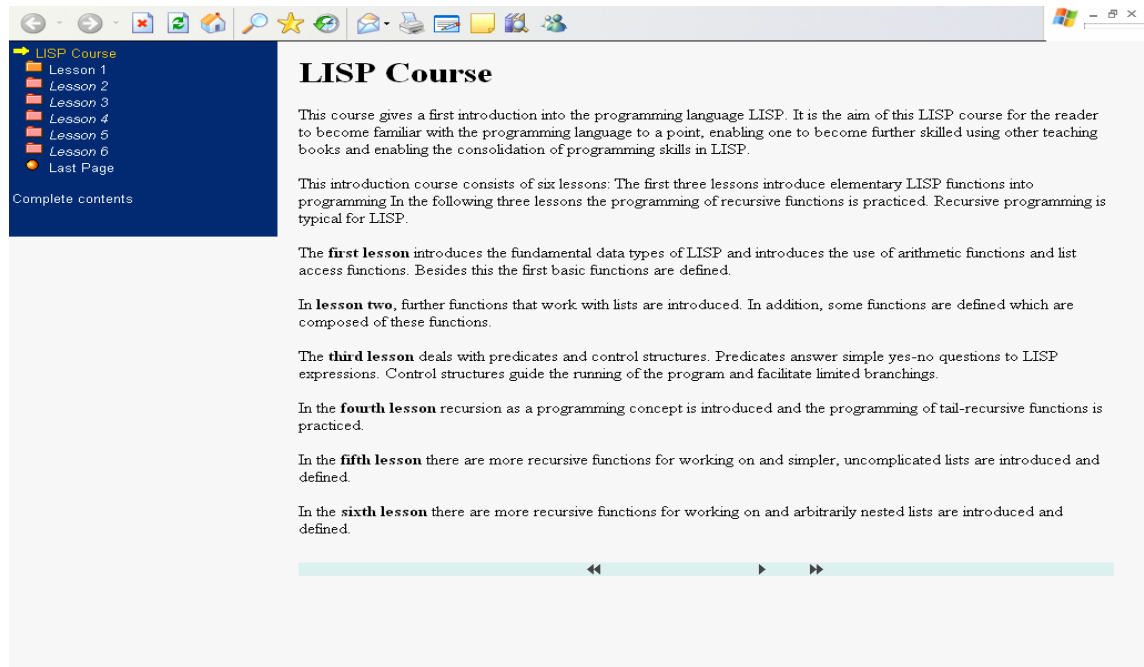 LISP Course
Lesson 1
Lesson 2
Lesson 3
Lesson 4
Lesson 5
Lesson 6
Last Page
Complete contents
LISP Course
This course gives a first introduction into the programming language LISP. It is the aim of this LISP course for the reader
to become familiar with the programming language to a point, enabling one to become further skilled using other teaching
books and enabling the consolidation of programming skills in LISP.
This introduction course consists of six lessons: The first three lessons introduce elementary LISP functions into
programming In the following three lessons the programming of recursive functions is practiced. Recursive programming is
typical for LISP.
The first lesson introduces the fundamental data types of LISP and introduces the use of arithmetic functions and list
access functions. Besides this the first basic functions are defined.
In lesson two, further functions that work with lists are introduced. In addition, some functions are defined which are
composed of these functions.
The third lesson deals with predicates and control structures. Predicates answer simple yes-no questions to LISP
expressions. Control structures guide the running of the program and facilitate limited branchings.
In the fourth lesson recursion as a programming concept is introduced and the programming of tail-recursive functions is
practiced.
In the fifth lesson there are more recursive functions for working on and simpler, uncomplicated lists are introduced and
defined.
In the sixth lesson there are more recursive functions for working on and arbitrarily nested lists are introduced and
defined.